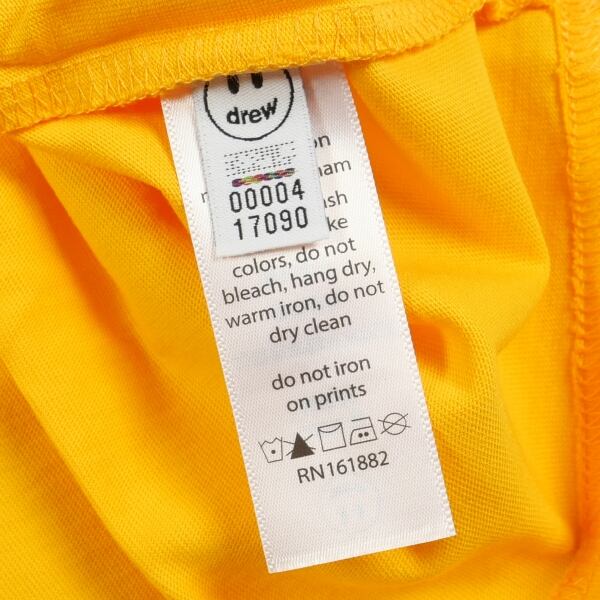 drew
00004
17090
colors, do not
bleach, hang dry,
warm iron, do not
dry clean
do not iron
on prints
RN161882